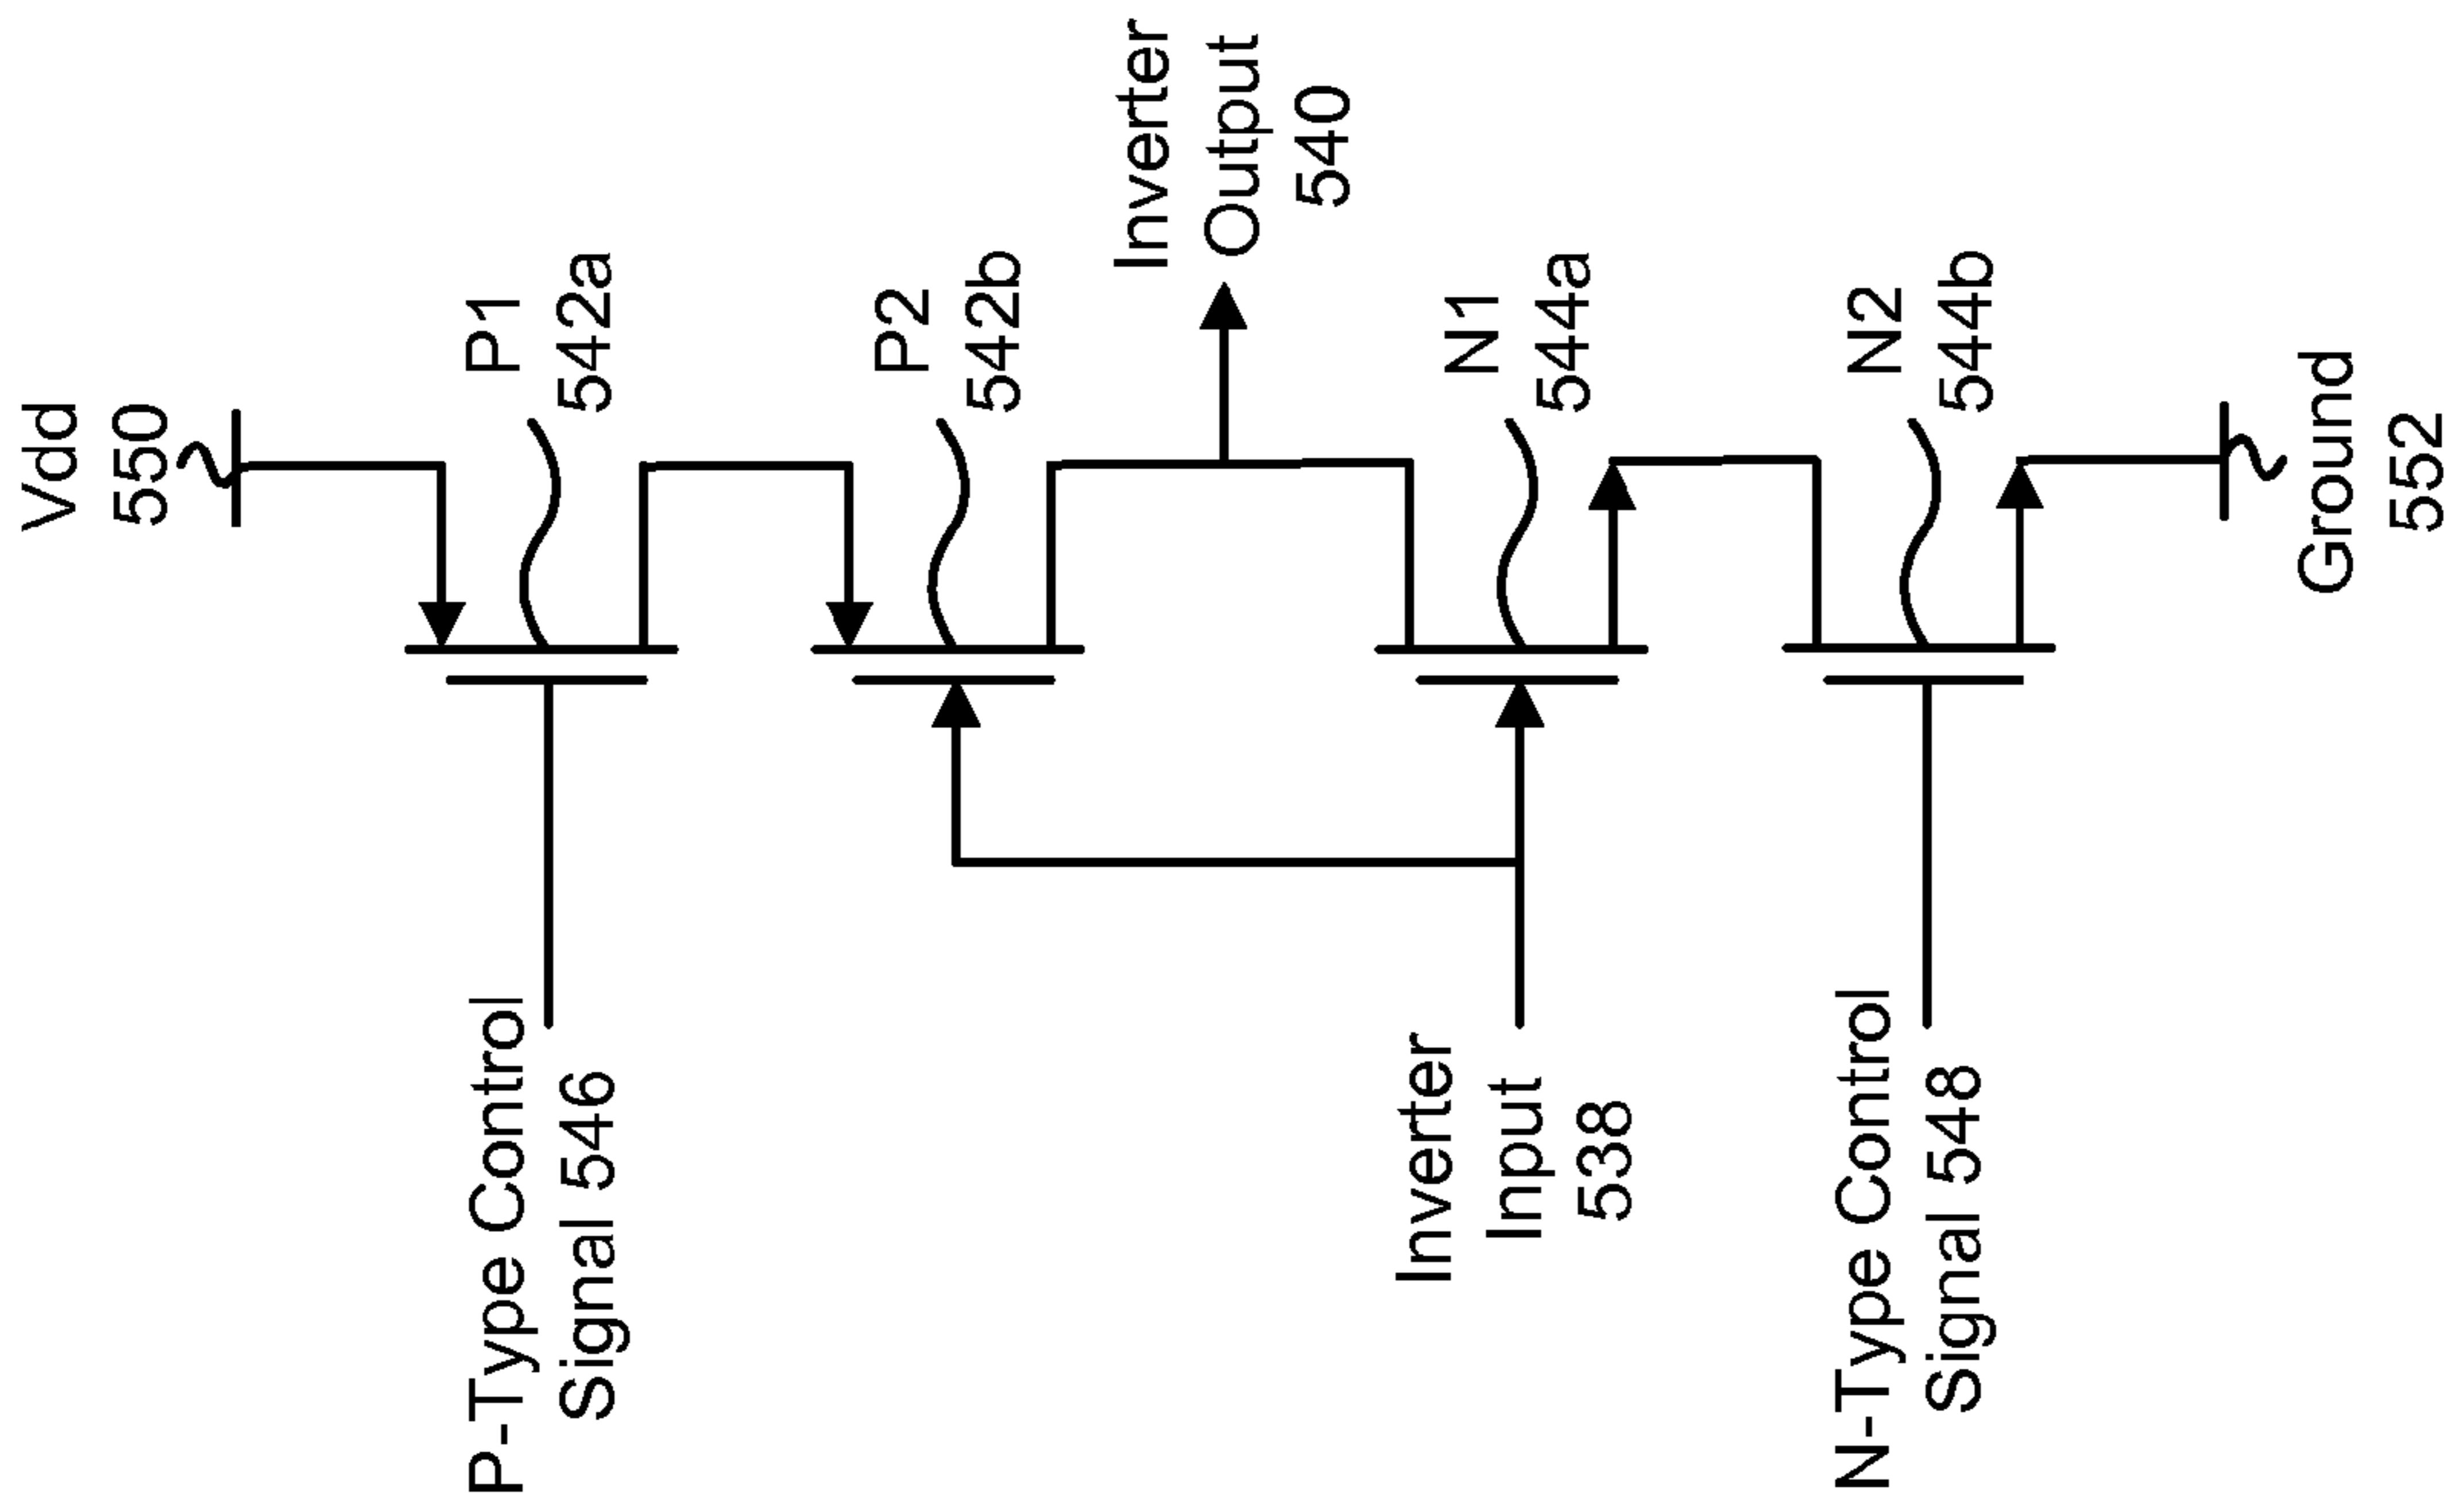 Vdd
550
P1
542a
P-Type Control
Signal 546
P2
542b
Inverter
Output
540
Inverter
Input
538
N1
544a
N2
544b
N-Type Control
Signal 548
Ground
552